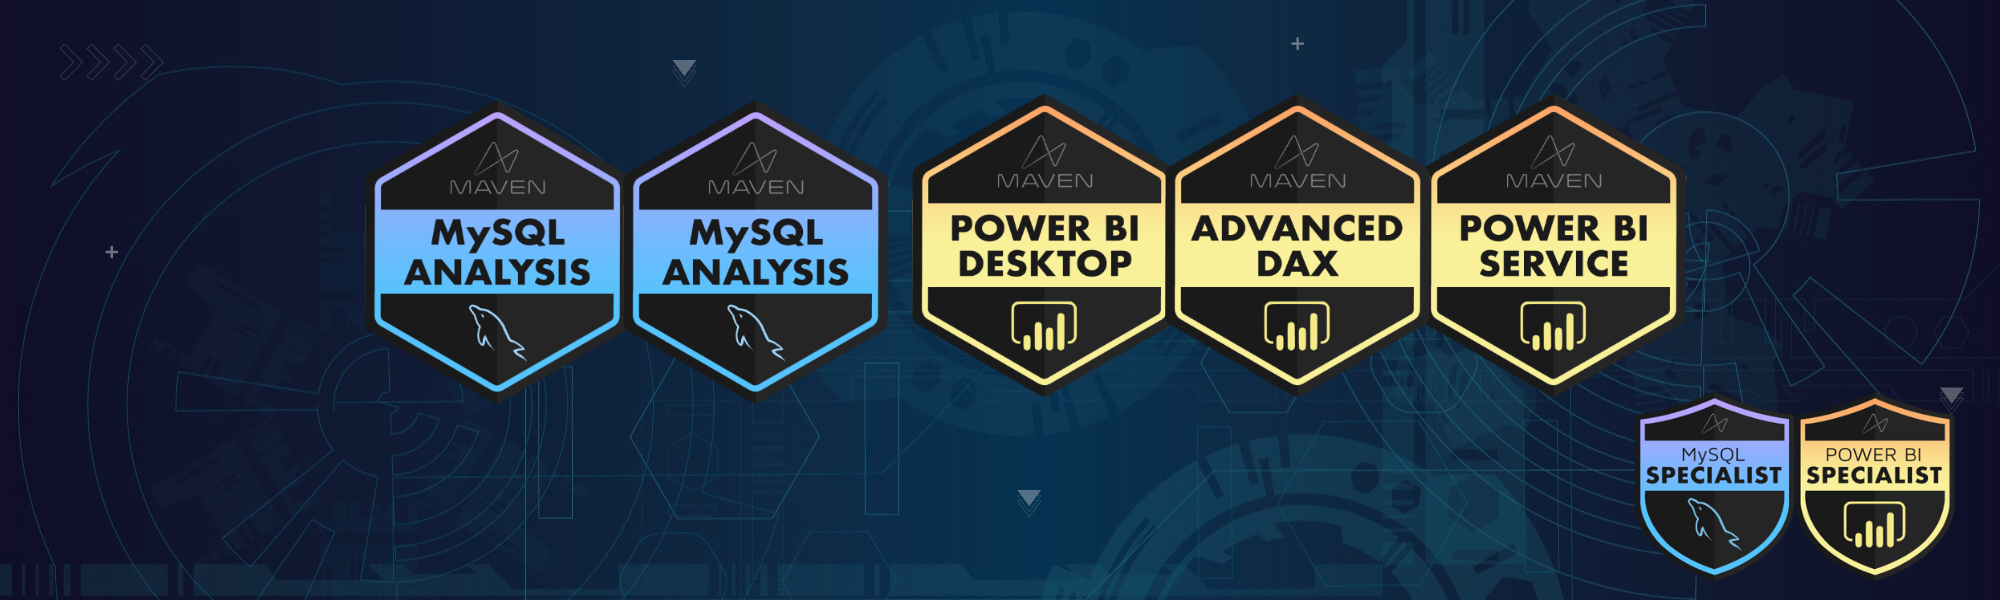 MAVEN
MySQL
ANALYSIS
MAVEN
MySQL
ANALYSIS
MAVEN
POWER BI
DESKTOP
MAVEN
ADVANCED
DAX
MAVEN
POWER BI
SERVICE
MySQL
SPECIALIST
POWER BI
SPECIALIST